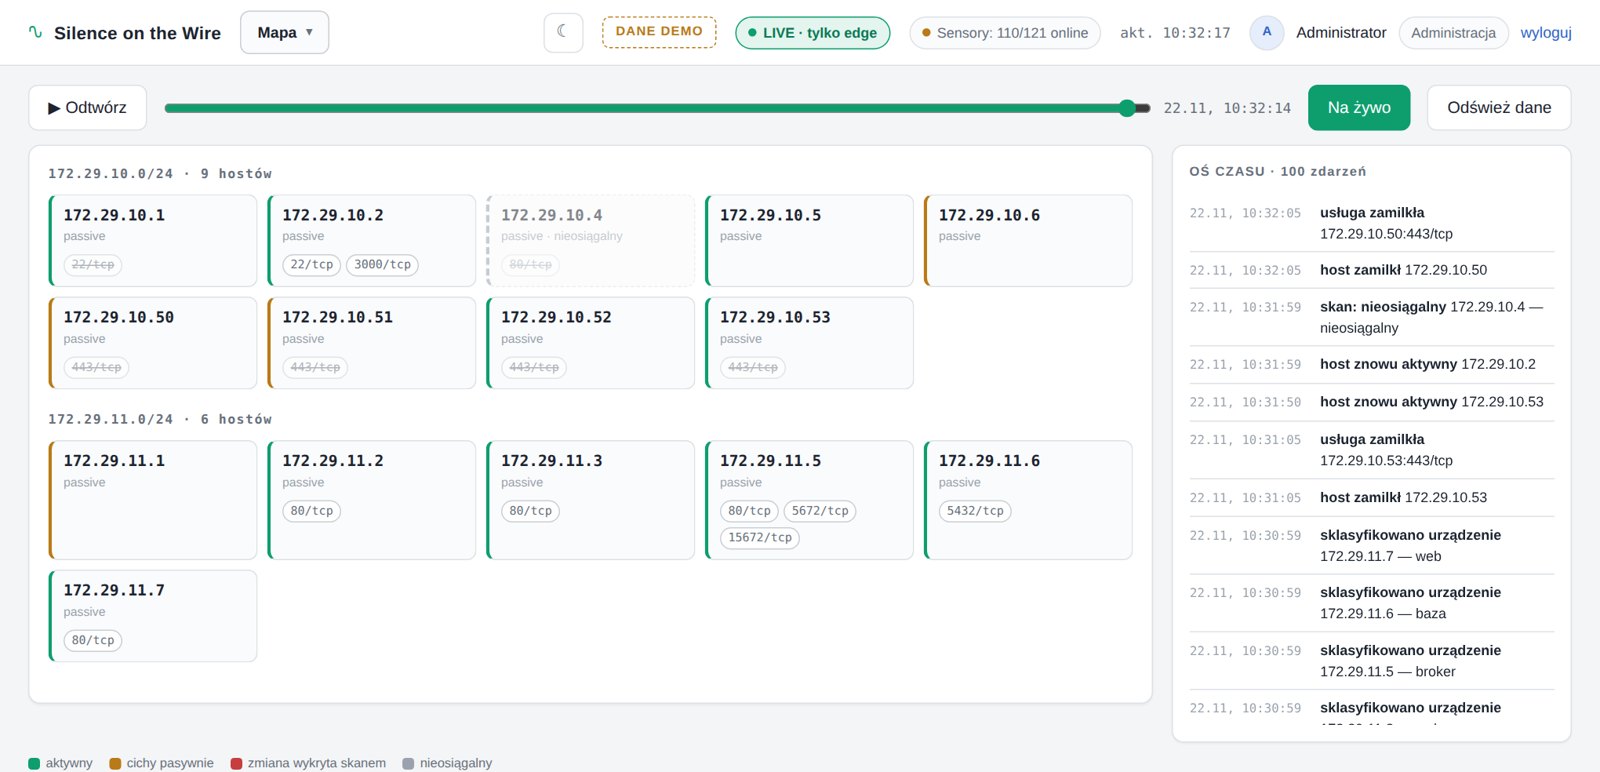 Silence on the Wire
Mapa ▾
☾
DANE DEMO
LIVE · tylko edge
Sensory: 110/121 online
akt. 10:32:17
A
Administrator
Administracja
wyloguj
▶ Odtwórz
22.11, 10:32:14
Na żywo
Odśwież dane
172.29.10.0/24 · 9 hostów
172.29.10.1
passive
22/tcp
172.29.10.2
passive
22/tcp 3000/tcp
172.29.10.4
passive · nieosiągalny
80/tcp
172.29.10.5
passive
172.29.10.6
passive
172.29.10.50
passive
443/tcp
172.29.10.51
passive
443/tcp
172.29.10.52
passive
443/tcp
172.29.10.53
passive
443/tcp
172.29.11.0/24 · 6 hostów
172.29.11.1
passive
172.29.11.2
passive
80/tcp
172.29.11.3
passive
80/tcp
172.29.11.5
passive
80/tcp 5672/tcp
15672/tcp
172.29.11.6
passive
5432/tcp
172.29.11.7
passive
80/tcp
OŚ CZASU · 100 zdarzeń
22.11, 10:32:05 usługa zamilkła
172.29.10.50:443/tcp
22.11, 10:32:05 host zamilkł 172.29.10.50
22.11, 10:31:59 skan: nieosiągalny 172.29.10.4 —
nieosiągalny
22.11, 10:31:59 host znowu aktywny 172.29.10.2
22.11, 10:31:50 host znowu aktywny 172.29.10.53
22.11, 10:31:05 usługa zamilkła
172.29.10.53:443/tcp
22.11, 10:31:05 host zamilkł 172.29.10.53
22.11, 10:30:59 sklasyfikowano urządzenie
172.29.11.7 — web
22.11, 10:30:59 sklasyfikowano urządzenie
172.29.11.6 — baza
22.11, 10:30:59 sklasyfikowano urządzenie
172.29.11.5 — broker
22.11, 10:30:59 sklasyfikowano urządzenie
aktywny
cichy pasywnie
zmiana wykryta skanem
nieosiągalny